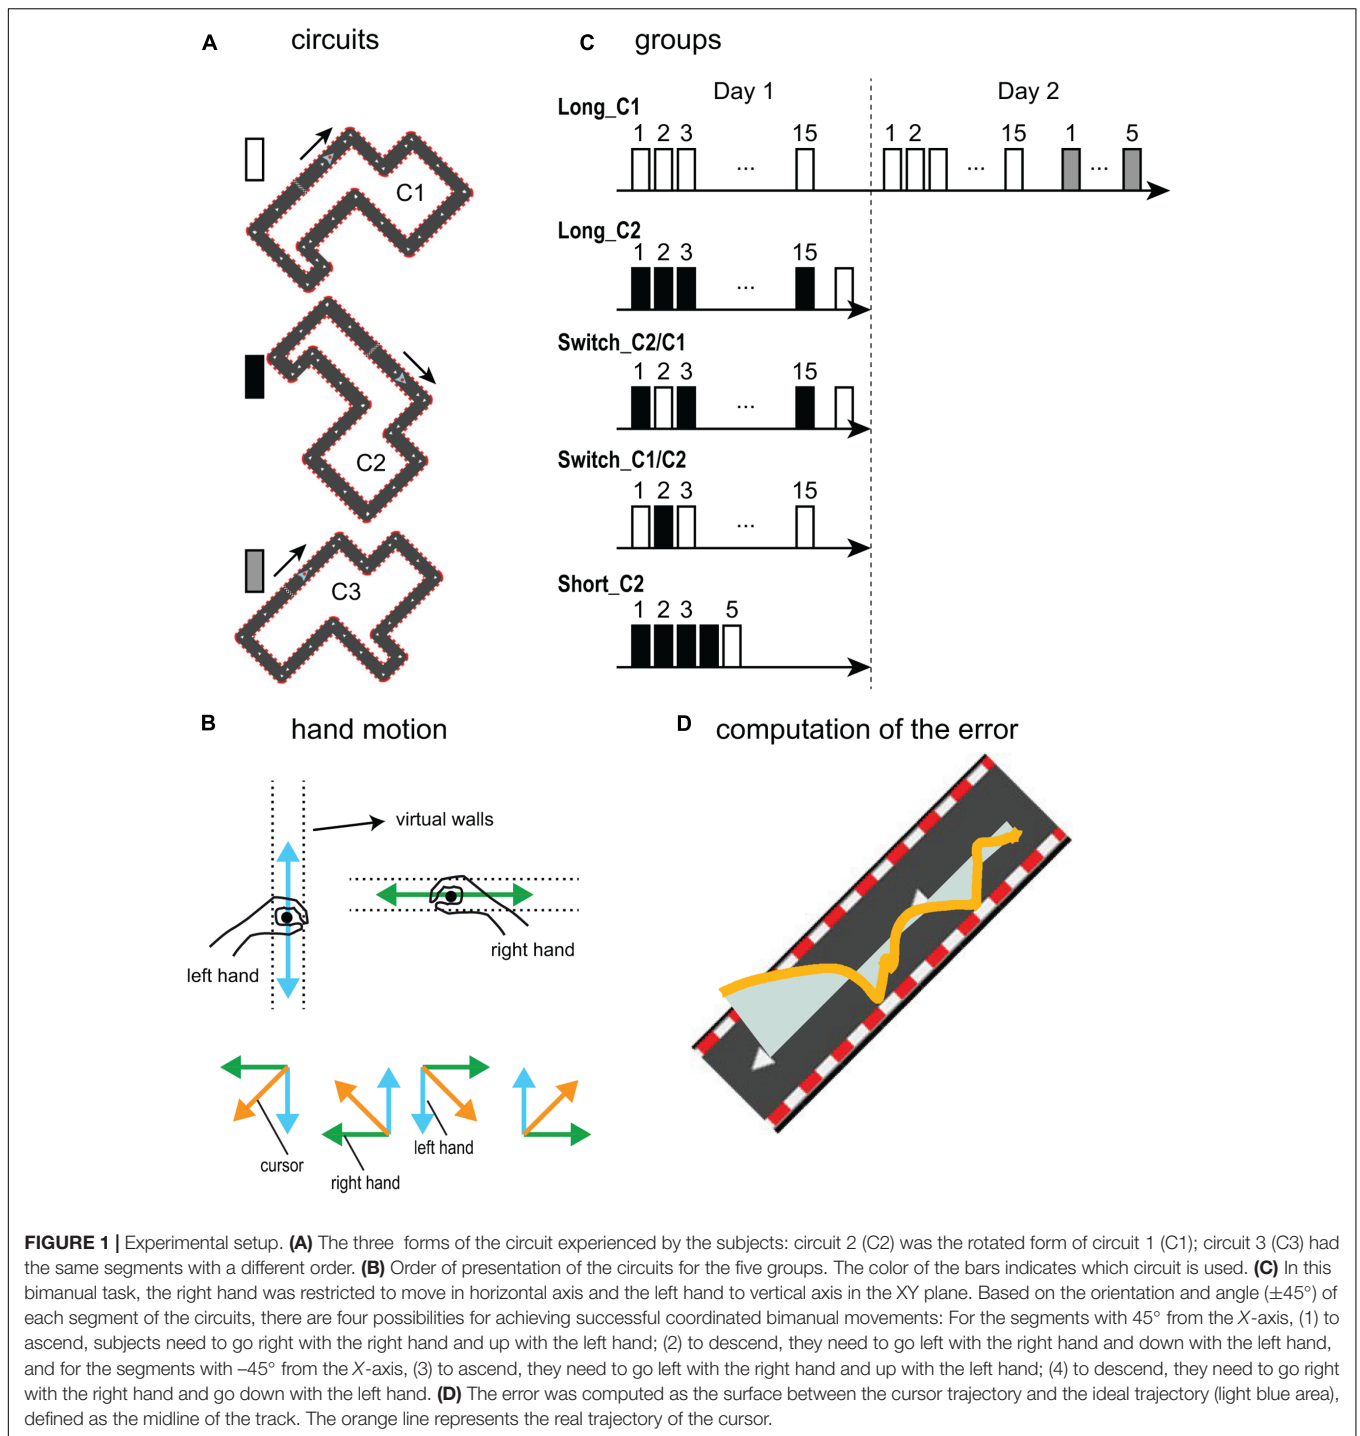 A circuits
C1
C2
C3
C groups
Day 1 Day 2
Long_C1
1 2 3 ... 15 1 2 ... 15 1 ... 5
Long_C2
1 2 3 ... 15
Switch_C2/C1
1 2 3 ... 15
Switch_C1/C2
1 2 3 ... 15
Short_C2
1 2 3 5
B hand motion
virtual walls
left hand
right hand
cursor
right hand
left hand
D computation of the error
FIGURE 1 | Experimental setup. (A) The three forms of the circuit experienced by the subjects: circuit 2 (C2) was the rotated form of circuit 1 (C1); circuit 3 (C3) had
the same segments with a different order. (B) Order of presentation of the circuits for the five groups. The color of the bars indicates which circuit is used. (C) In this
bimanual task, the right hand was restricted to move in horizontal axis and the left hand to vertical axis in the XY plane. Based on the orientation and angle (±45°) of
each segment of the circuits, there are four possibilities for achieving successful coordinated bimanual movements: For the segments with 45° from the X-axis, (1) to
ascend, subjects need to go right with the right hand and up with the left hand; (2) to descend, they need to go left with the right hand and down with the left hand,
and for the segments with –45° from the X-axis, (3) to ascend, they need to go left with the right hand and up with the left hand; (4) to descend, they need to go right
with the right hand and go down with the left hand. (D) The error was computed as the surface between the cursor trajectory and the ideal trajectory (light blue area),
defined as the midline of the track. The orange line represents the real trajectory of the cursor.